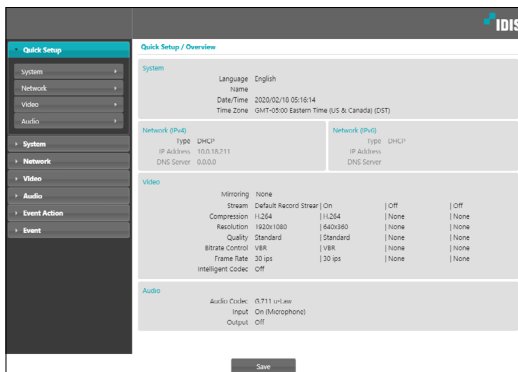 IDIS
Quick Setup
Quick Setup / Overview
System
Network
Video
Audio
System
Network
Video
Audio
Event Action
Event
System
Language English
Name
Date/Time 2020/02/10 05:16:14
Time Zone GMT-05:00 Eastern Time (US & Canada) (DST)
Network (IPv4)
Type DHCP
IP Address 10.0.18.211
DNS Server 0.0.0.0
Network (IPv6)
Type DHCP
IP Address
DNS Server
Video
Mirroring None
Stream Default Record Strear | On | Off | Off
Compression H.264 | H.264 | None | None
Resolution 1920x1080 | 640x360 | None | None
Quality Standard | Standard | None | None
Bitrate Control VBR | VBR | None | None
Frame Rate 30 ips | 30 ips | None | None
Intelligent Codec Off
Audio
Audio Codec G.711 u-Law
Input On (Microphone)
Output Off
Save